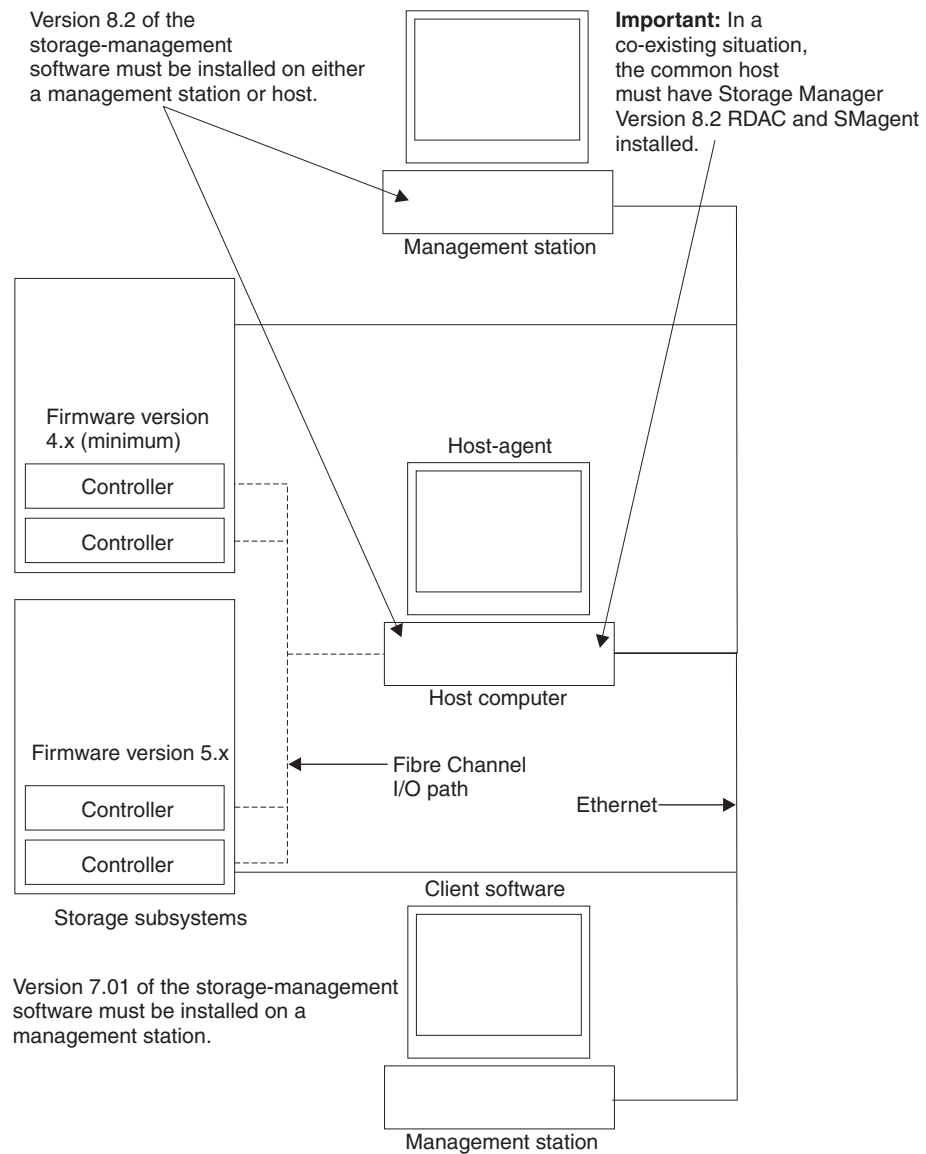 Version 8.2 of the
storage-management
software must be installed on either
a management station or host.
Important: In a
co-existing situation,
the common host
must have Storage Manager
Version 8.2 RDAC and SMagent
installed.
Management station
Firmware version
4.x (minimum)
Controller
Controller
Host-agent
Host computer
Firmware version 5.x
Controller
Controller
Fibre Channel
I/O path
Ethernet
Storage subsystems
Client software
Version 7.01 of the storage-management
software must be installed on a
management station.
Management station